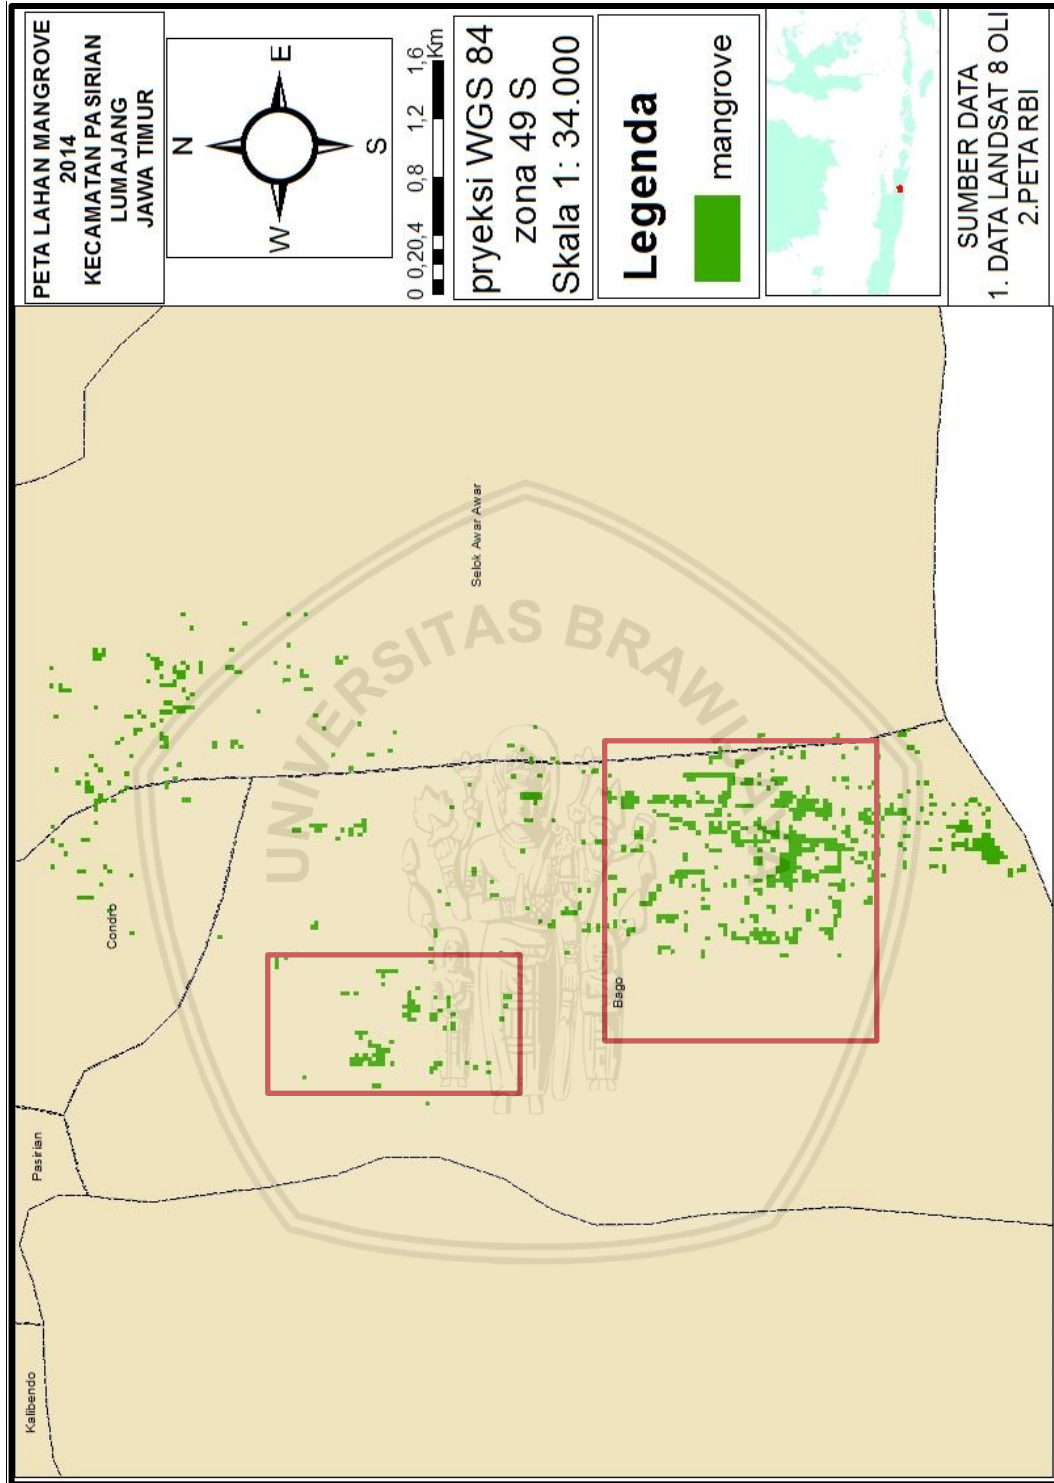 PETA LAHAN MANGROVE
2014
KECAMATAN PASIRIAN
LUMAJANG
JAWA TIMUR
N
W
E
S
0 0,20,4 0,8 1,2 1,6
Km
pryeksi WGS 84
zona 49 S
Skala 1: 34.000
Legenda
mangrove
SUMBER DATA
1. DATA LANDSAT 8 OLI
2.PETA RBI
Kalibendo
Pasirian
Condro
Selok Awar Awar
Bago
UNIVERSITAS BRAWIJAYA